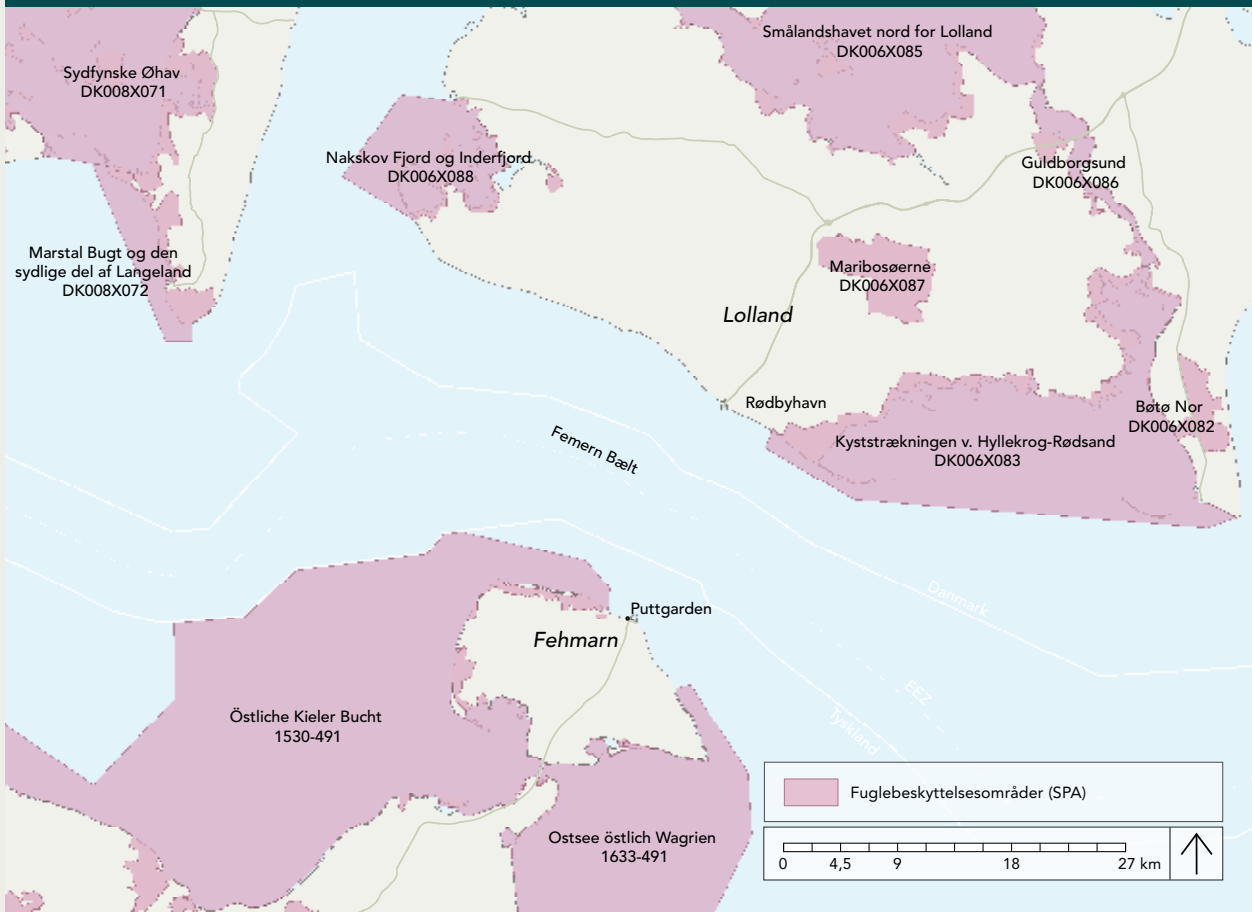 Smålandshavet nord for Lolland
DK006X085
Sydfynske Øhav
DK008X071
Nakskov Fjord og Inderfjord
DK006X088
Guldborgsund
DK006X086
Marstal Bugt og den
sydlige del af Langeland
DK008X072
Maribosøerne
DK006X087
Lolland
Rødbyhavn
Bøtø Nor
DK006X082
Kyststrækningen v. Hyllekrog-Rødsand
DK006X083
Femern Bælt
Danmark
Puttgarden
Fehmarn
EEZ
Tyskland
Östliche Kieler Bucht
1530-491
Ostsee östlich Wagrien
1633-491
Fuglebeskyttelsesområder (SPA)
0 4,5 9 18 27 km